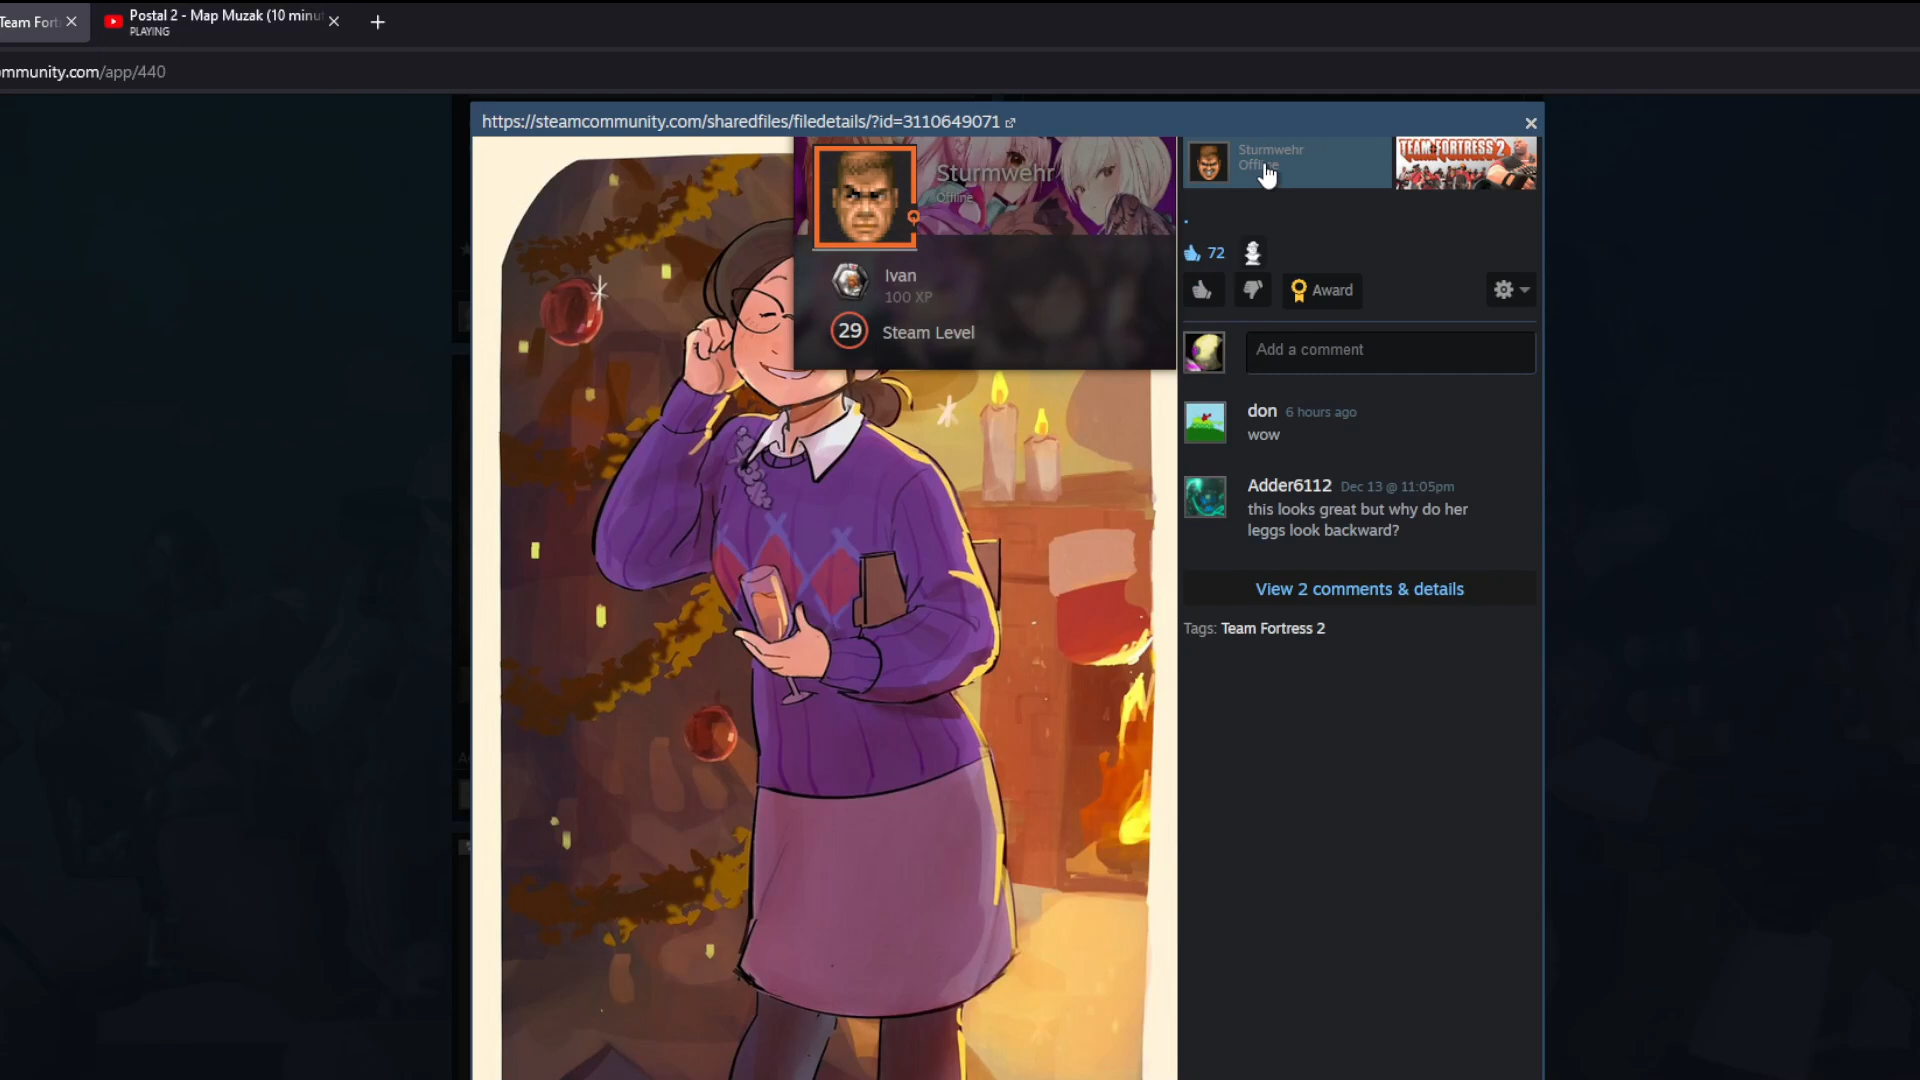 Team Fort
Postal 2 - Map Muzak (10 minu
PLAYING
mmunity.com/app/440
https://steamcommunity.com/sharedfiles/filedetails/?id=3110649071
Sturmwehr
Offline
Ivan
100 XP
29 Steam Level
Sturmwehr
Offline
TEAM FORTRESS 2
.
72
Award
Add a comment
don 6 hours ago
wow
Adder6112 Dec 13 @ 11:05pm
this looks great but why do her
leggs look backward?
View 2 comments & details
Tags: Team Fortress 2